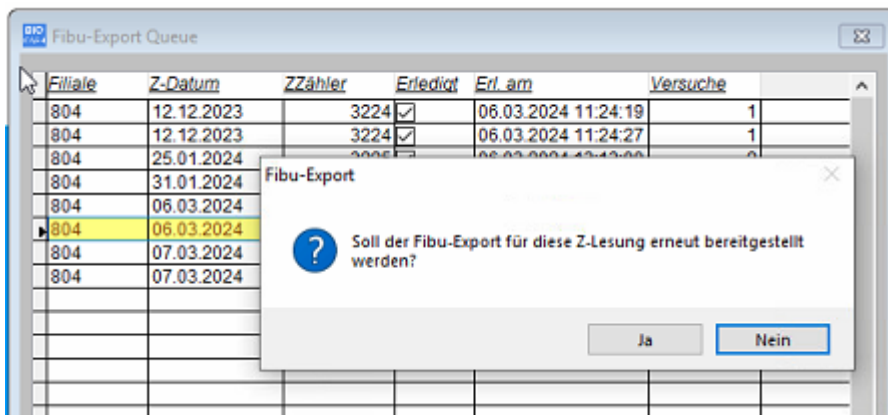 BIO
Fibu-Export Queue
Filiale Z-Datum ZZähler Erledigt Erl. am Versuche
804 12.12.2023 3224 06.03.2024 11:24:19 1
804 12.12.2023 3224 06.03.2024 11:24:27 1
804 25.01.2024
804 31.01.2024
804 06.03.2024
804 06.03.2024
804 07.03.2024
804 07.03.2024
Fibu-Export
Soll der Fibu-Export für diese Z-Lesung erneut bereitgestellt
werden?
Ja Nein